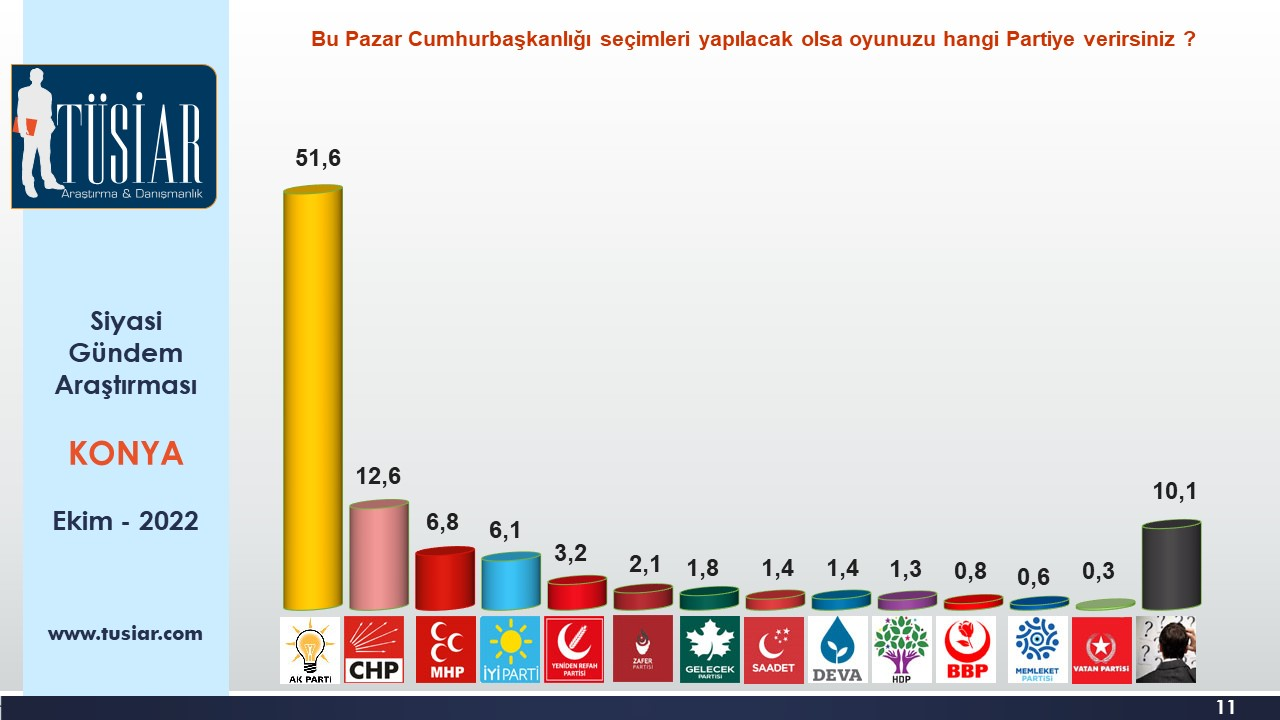 Bu Pazar Cumhurbaşkanlığı seçimleri yapılacak olsa oyunuzu hangi Partiye verirsiniz ?
TÜSİAR
Araştırma & Danışmanlık
Siyasi
Gündem
Araştırması
KONYA
Ekim - 2022
www.tusiar.com
51,6
12,6
6,8
6,1
3,2
2,1
1,8
1,4
1,4
1,3
0,8
0,6
0,3
10,1
AK PARTİ
CHP
MHP
İYİ PARTİ
YENİDEN REFAH
PARTİSİ
ZAFER
PARTİSİ
GELECEK
PARTİSİ
SAADET
DEVA
HDP
BBP
MEMLEKET
PARTİSİ
VATAN PARTİSİ
? ? ? ?
11